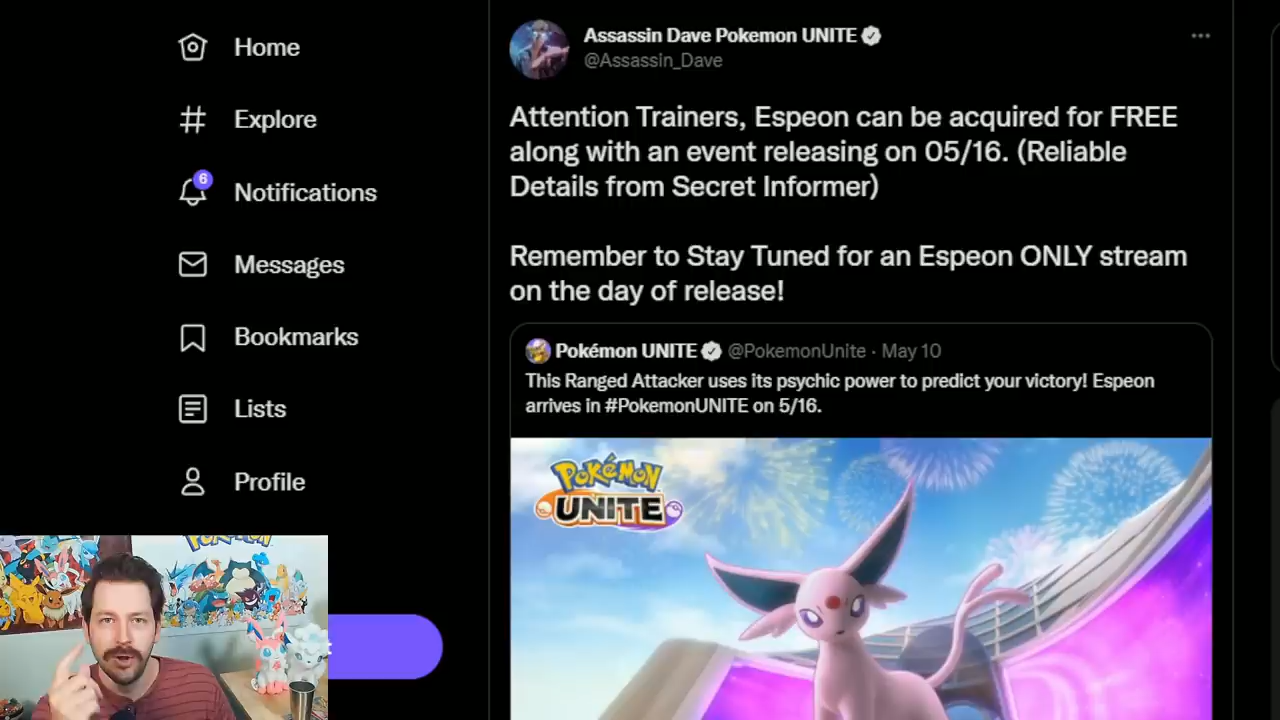 Home
Explore
6
Notifications
Messages
Bookmarks
Lists
Profile
Assassin Dave Pokemon UNITE
@Assassin_Dave
Attention Trainers, Espeon can be acquired for FREE
along with an event releasing on 05/16. (Reliable
Details from Secret Informer)
Remember to Stay Tuned for an Espeon ONLY stream
on the day of release!
Pokémon UNITE @PokemonUnite · May 10
This Ranged Attacker uses its psychic power to predict your victory! Espeon
arrives in #PokemonUNITE on 5/16.
POKÉMON
UNITE